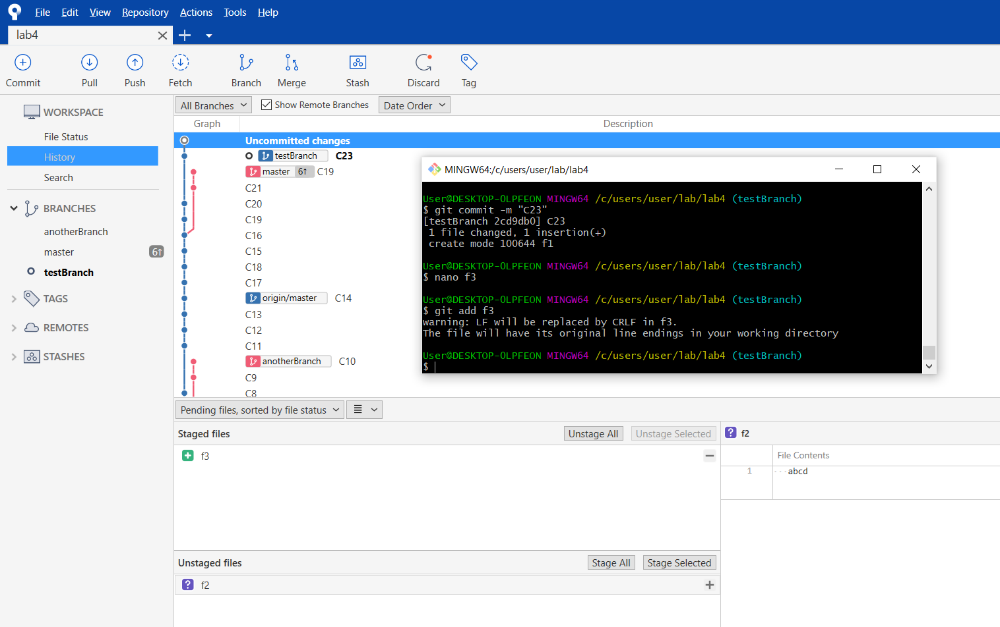 File Edit View Repository Actions Tools Help
lab4
Commit Pull Push Fetch Branch Merge Stash Discard Tag
WORKSPACE
File Status
History
Search
BRANCHES
anotherBranch
master 6↑
testBranch
TAGS
REMOTES
STASHES
All Branches Show Remote Branches Date Order
Graph Description
Uncommitted changes
testBranch C23
master 6↑ C19
C21
C20
C19
C16
C15
C18
C17
origin/master C14
C13
C12
C11
anotherBranch C10
C9
C8
MINGW64:/c/users/user/lab/lab4
User@DESKTOP-OLPFEON MINGW64 /c/users/user/lab/lab4 (testBranch)
$ git commit -m "C23"
[testBranch 2cd9db0] C23
1 file changed, 1 insertion(+)
create mode 100644 f1
User@DESKTOP-OLPFEON MINGW64 /c/users/user/lab/lab4 (testBranch)
$ nano f3
User@DESKTOP-OLPFEON MINGW64 /c/users/user/lab/lab4 (testBranch)
$ git add f3
warning: LF will be replaced by CRLF in f3.
The file will have its original line endings in your working directory
User@DESKTOP-OLPFEON MINGW64 /c/users/user/lab/lab4 (testBranch)
$
Pending files, sorted by file status
Staged files Unstage All Unstage Selected
f3
Unstaged files Stage All Stage Selected
? f2
? f2
File Contents
1 ···abcd